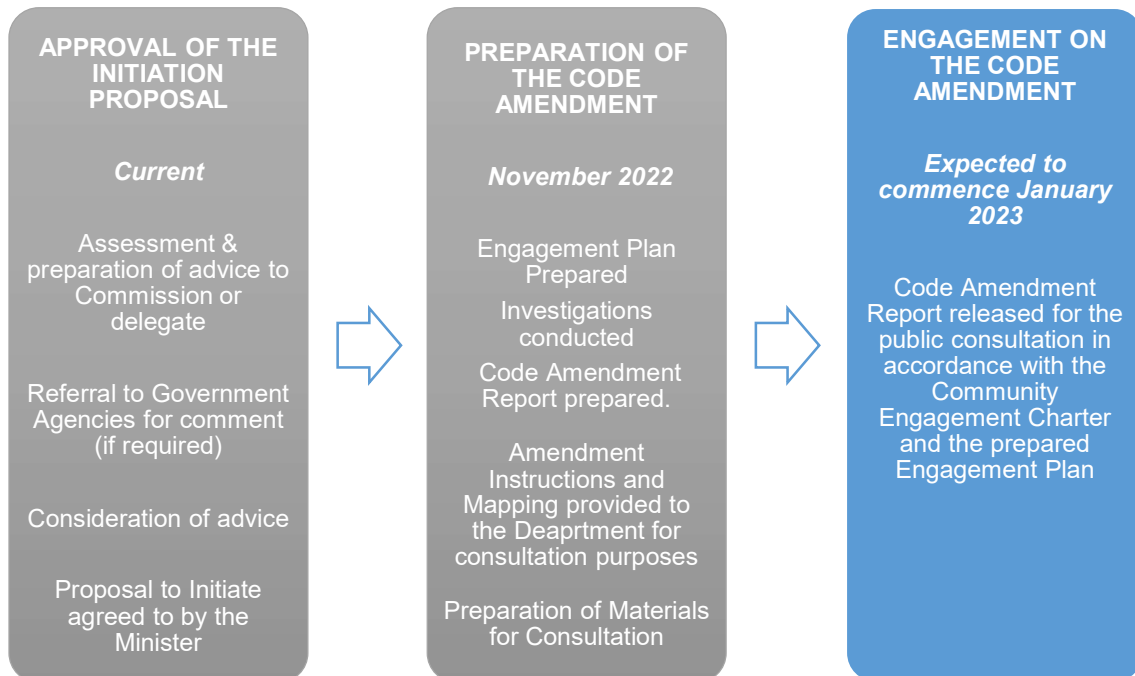 APPROVAL OF THE
INITIATION
PROPOSAL
Current
Assessment &
preparation of advice to
Commission or
delegate
Referral to Government
Agencies for comment
(if required)
Consideration of advice
Proposal to Initiate
agreed to by the
Minister
PREPARATION OF
THE CODE
AMENDMENT
November 2022
Engagement Plan
Prepared
Investigations
conducted
Code Amendment
Report prepared.
Amendment
Instructions and
Mapping provided to
the Deaprtment for
consultation purposes
Preparation of Materials
for Consultation
ENGAGEMENT ON
THE CODE
AMENDMENT
Expected to
commence January
2023
Code Amendment
Report released for the
public consultation in
accordance with the
Community
Engagement Charter
and the prepared
Engagement Plan